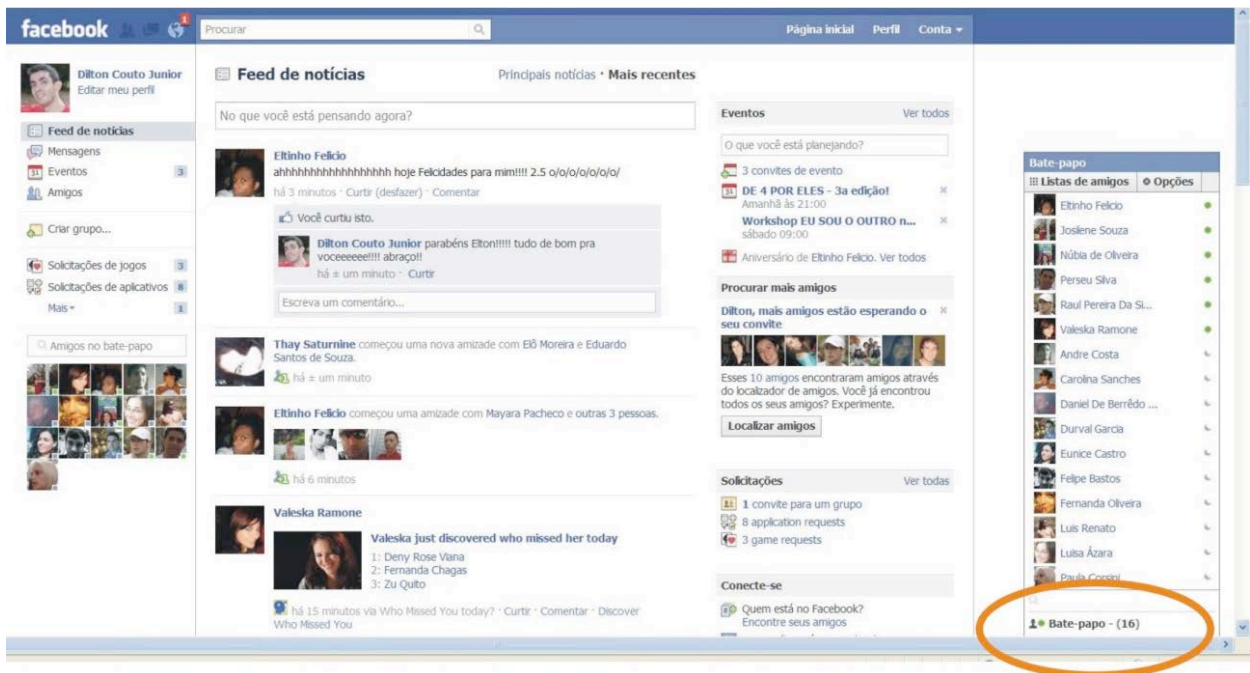 facebook
1
Procurar
Página inicial Perfil Conta
Dilton Couto Junior
Editar meu perfil
Feed de notícias
Mensagens
31 Eventos 3
Amigos
Criar grupo...
Solicitações de jogos 3
Solicitações de aplicativos 8
Mais 1
Amigos no bate-papo
Feed de notícias
Principais notícias · Mais recentes
No que você está pensando agora?
Eltinho Felicio
ahhhhhhhhhhhhhhhhh hoje Felicidades para mim!!!! 2.5 o/o/o/o/o/o/o/
há 3 minutos · Curtir (desfazer) · Comentar
Você curtiu isto.
Dilton Couto Junior parabéns Elton!!!!! tudo de bom pra
voceeeeee!!!! abraço!!
há ± um minuto · Curtir
Escreva um comentário...
Thay Saturnine começou uma nova amizade com Elô Moreira e Eduardo
Santos de Souza.
há ± um minuto
Eltinho Felicio começou uma amizade com Mayara Pacheco e outras 3 pessoas.
há 6 minutos
Valeska Ramone
Valeska just discovered who missed her today
1: Deny Rose Viana
2: Fernanda Chagas
3: Zu Quito
há 15 minutos via Who Missed You today? · Curtir · Comentar · Discover
Who Missed You
Eventos Ver todos
O que você está planejando?
3 convites de evento
31 DE 4 POR ELES - 3a edição!
Amanhã às 21:00
Workshop EU SOU O OUTRO n...
sábado 09:00
Aniversário de Eltinho Felicio. Ver todos
Procurar mais amigos
Dilton, mais amigos estão esperando o
seu convite
Esses 10 amigos encontraram amigos através
do localizador de amigos. Você já encontrou
todos os seus amigos? Experimente.
Localizar amigos
Solicitações Ver todas
1 convite para um grupo
8 application requests
3 game requests
Conecte-se
Quem está no Facebook?
Encontre seus amigos
Bate-papo
Listas de amigos Opções
Eltinho Felicio
Josilene Souza
Núbia de Oliveira
Perseu Silva
Raul Pereira Da Si...
Valeska Ramone
Andre Costa
Carolina Sanches
Daniel De Berrêdo ...
Durval Garcia
Eunice Castro
Felipe Bastos
Fernanda Oliveira
Luis Renato
Luisa Ázara
Paula Corsini
Bate-papo - (16)